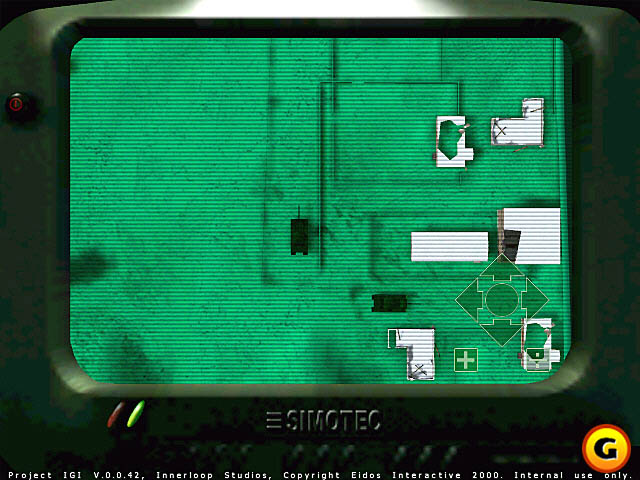 SIMOTEC
G
Project IGI V.0.0.42, Innerloop Studios, Copyright Eidos Interactive 2000. Internal use only.